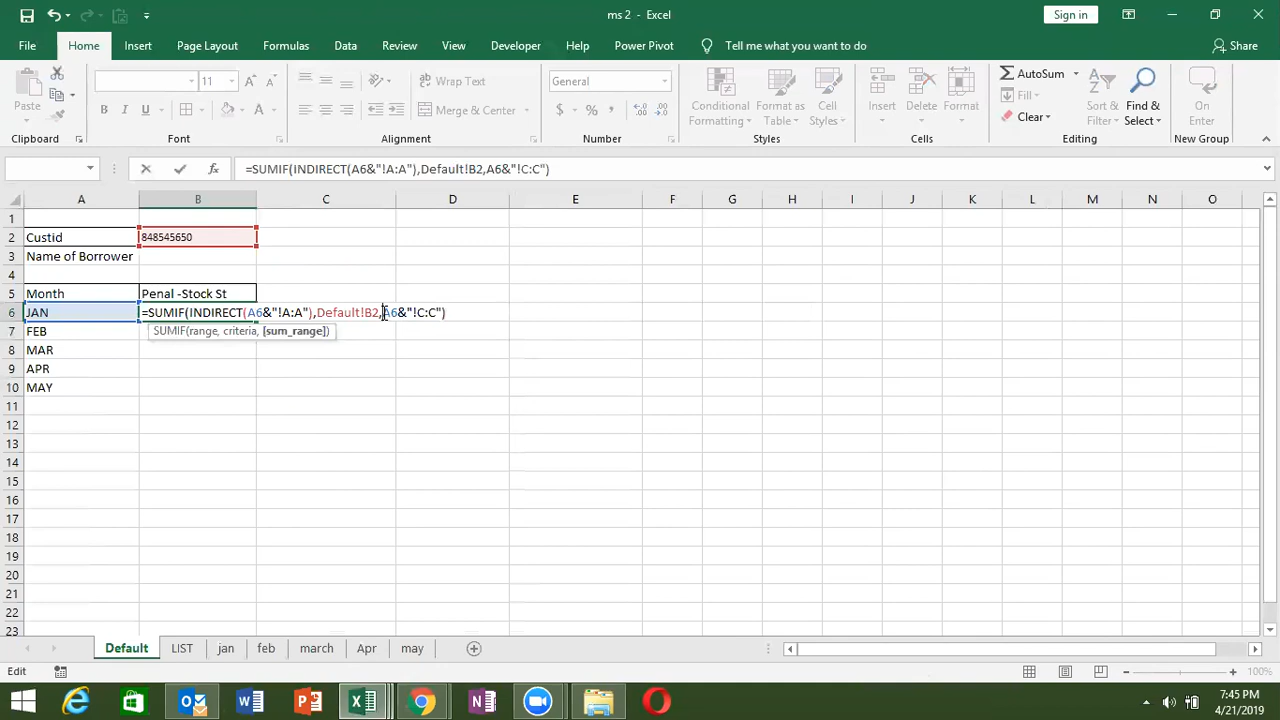 ms 2 - Excel
Sign in
File Home Insert Page Layout Formulas Data Review View Developer Help Power Pivot Tell me what you want to do Share
Paste
Clipboard
11 A A
B I U A
Font
Wrap Text
Merge & Center
Alignment
General
$ % ,
Number
Conditional Formatting
Format as Table
Cell Styles
Styles
Insert Delete Format
Cells
AutoSum
Fill
Clear
Sort & Filter
Find & Select
Editing
On Enter
New Group
fx =SUMIF(INDIRECT(A6&"!A:A"),Default!B2,A6&"!C:C")
A B C D E F G H I J K L M N O
1
2 Custid 848545650
3 Name of Borrower
4
5 Month Penal -Stock St
6 JAN =SUMIF(INDIRECT(A6&"!A:A"),Default!B2,A6&"!C:C")
7 FEB SUMIF(range, criteria, [sum_range])
8 MAR
9 APR
10 MAY
11
12
13
14
15
16
17
18
19
20
21
22
23
Default LIST jan feb march Apr may
Edit 100%
7:45 PM
4/21/2019